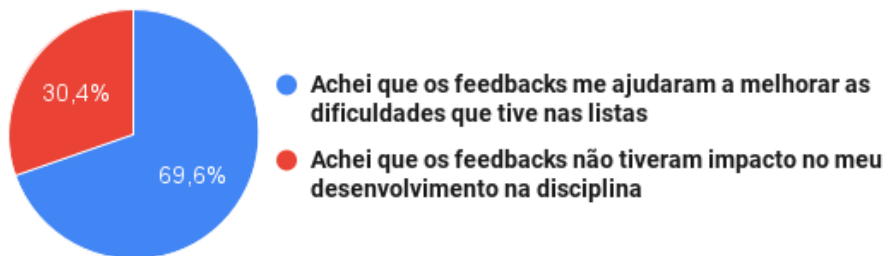 30,4%
69,6%
Achei que os feedbacks me ajudaram a melhorar as
dificuldades que tive nas listas
Achei que os feedbacks não tiveram impacto no meu
desenvolvimento na disciplina